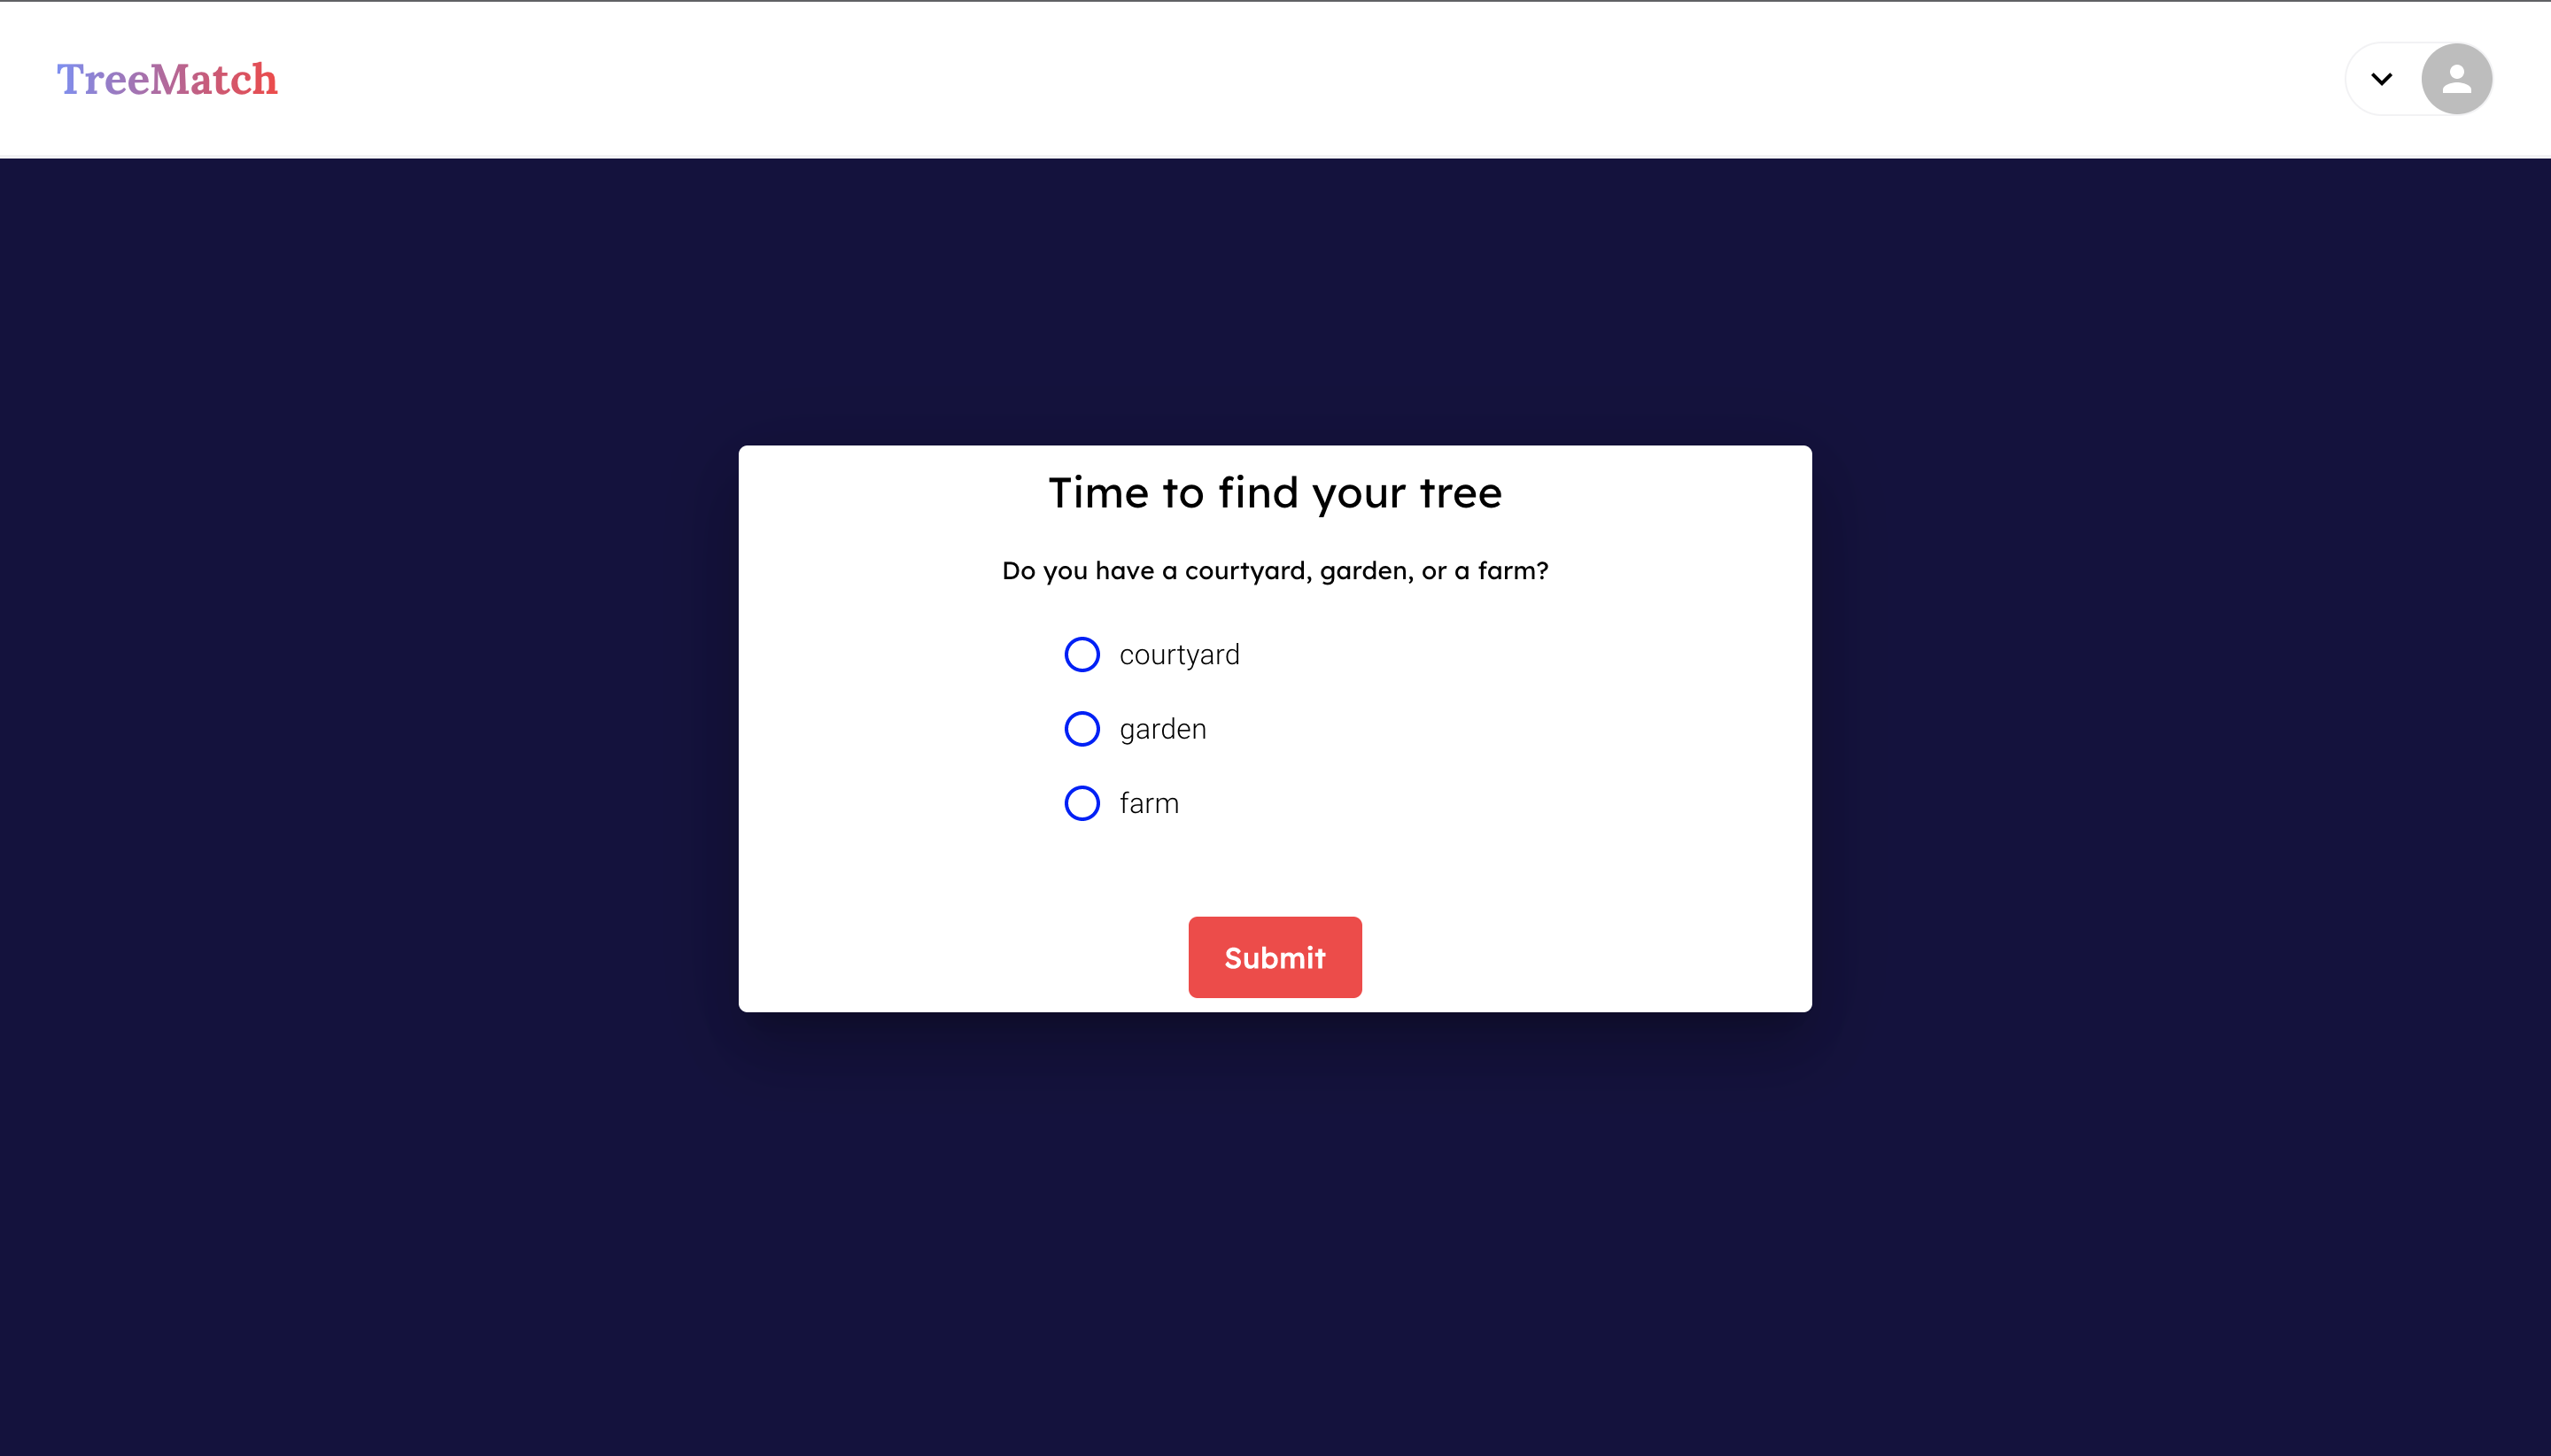 TreeMatch
Time to find your tree
Do you have a courtyard, garden, or a farm?
courtyard
garden
farm
Submit